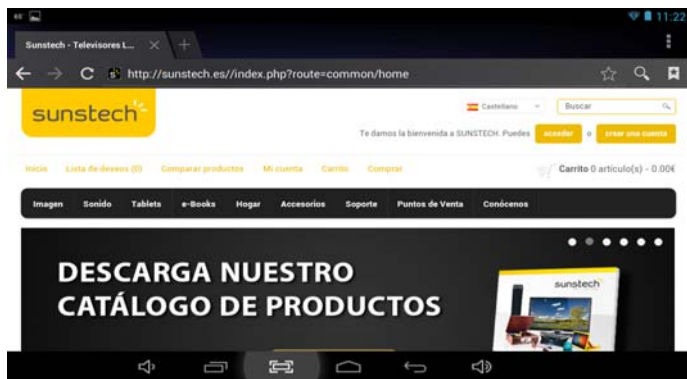 11:22
Sunstech - Televisores L...
http://sunstech.es//index.php?route=common/home
sunstech
Castellano
Buscar
Te damos la bienvenida a SUNSTECH. Puedes acceder o crear una cuenta
Inicio Lista de deseos (0) Comparar productos Mi cuenta Carrito Comprar
Carrito 0 artículo(s) - 0.00€
Imagen Sonido Tablets e-Books Hogar Accesorios Soporte Puntos de Venta Conócenos
DESCARGA NUESTRO
CATÁLOGO DE PRODUCTOS
sunstech